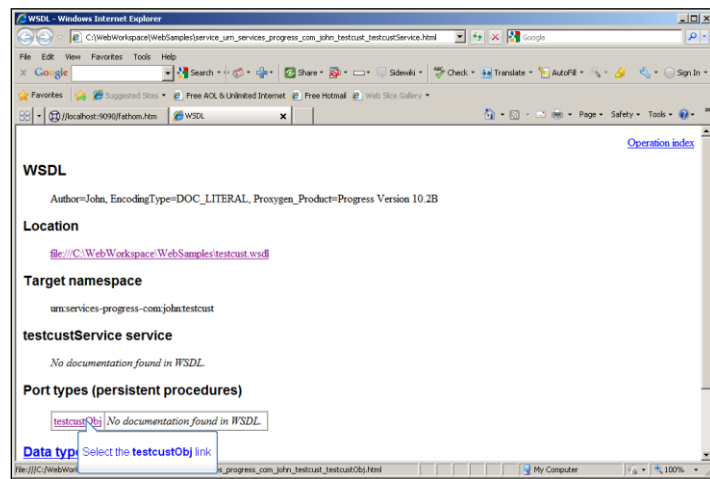 WSDL - Windows Internet Explorer
C:\WebWorkspace\WebSamples\service_urn_services_progress_com_john_testcust_testcustService.html
Google
File Edit View Favorites Tools Help
x Google Search Share Sidewiki Check Translate AutoFill Sign In
Favorites Suggested Sites Free AOL & Unlimited Internet Free Hotmail Web Slice Gallery
//localhost:9090/fathom.htm WSDL x Page Safety Tools »
Operation index
WSDL
Author=John, EncodingType=DOC_LITERAL, Proxygen_Product=Progress Version 10.2B
Location
file:///C:\WebWorkspace\WebSamples\testcust.wsdl
Target namespace
urn:services-progress-com:john:testcust
testcustService service
No documentation found in WSDL.
Port types (persistent procedures)
testcustObj No documentation found in WSDL.
Data typ
Select the testcustObj link
file:///C:/WebWor s_progress_com_john_testcust_testcustObj.html My Computer 100%